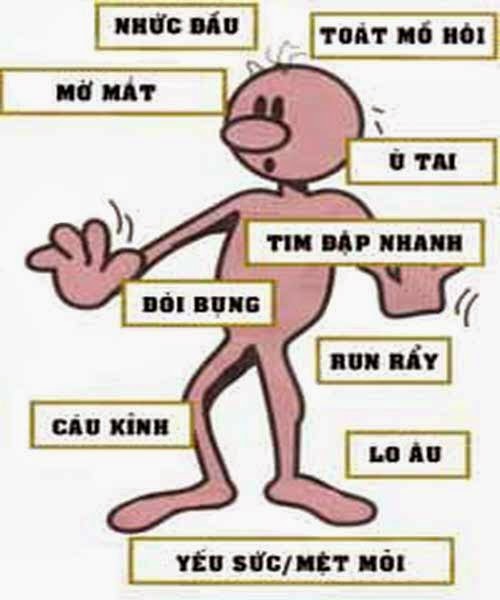 NHỨC ĐẦU
TOÁT MỒ HÔI
MỜ MẮT
Ù TAI
TIM ĐẬP NHANH
ĐÓI BỤNG
RUN RẨY
CÁU KỈNH
LO ÂU
YẾU SỨC/MỆT MỎI